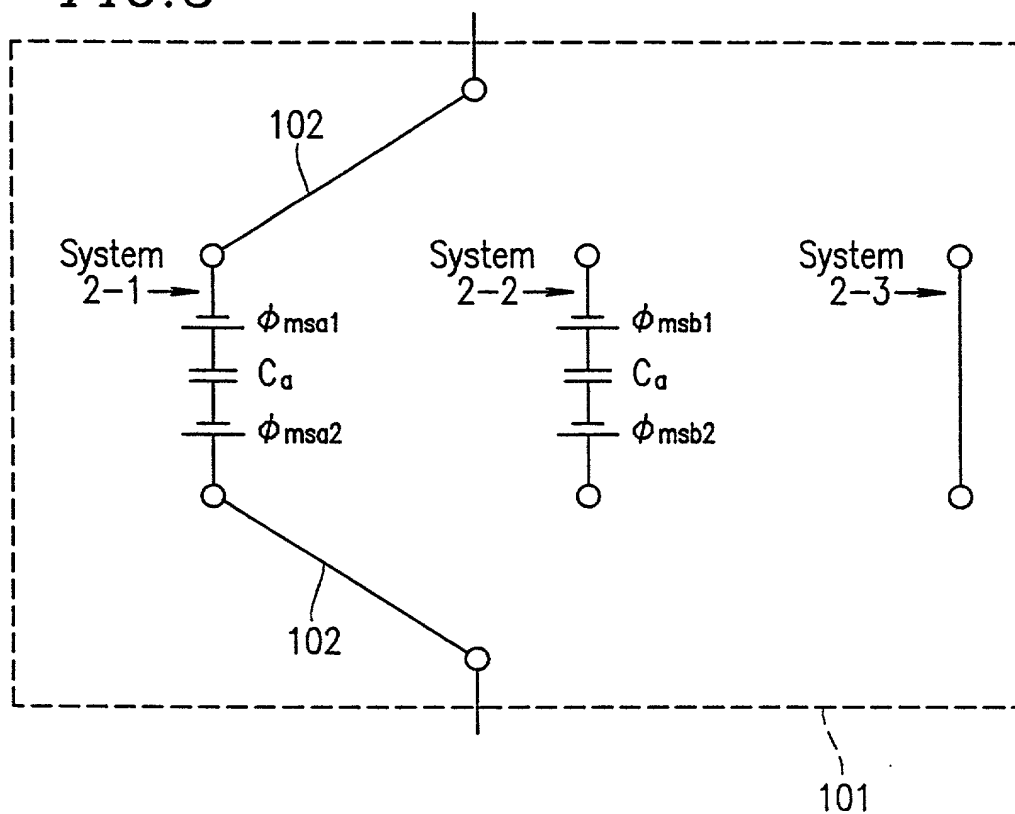 102
System
2-1
ϕmsa1
Ca
ϕmsa2
System
2-2
ϕmsb1
Ca
ϕmsb2
System
2-3
102
101